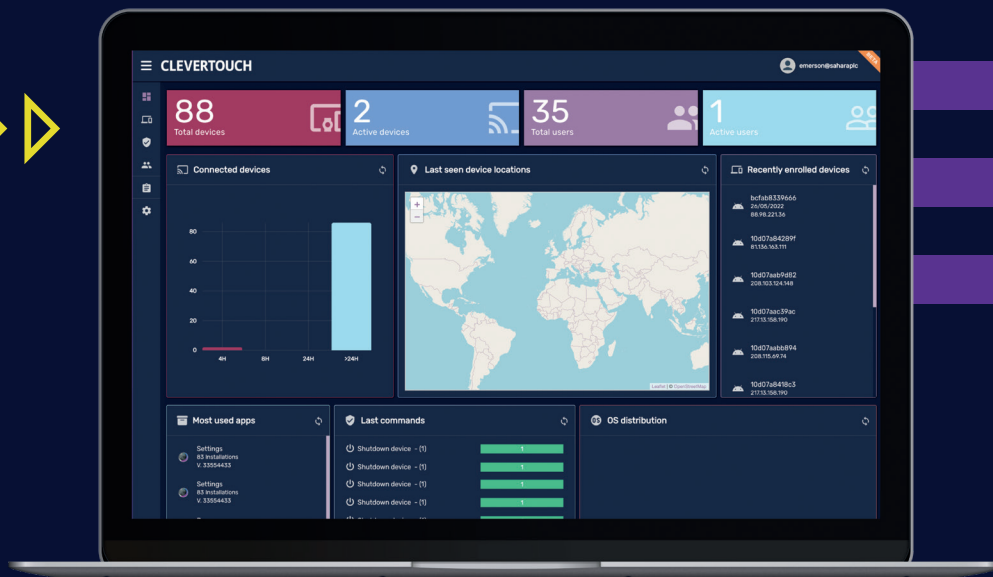 CLEVERTOUCH
emerson@saharaplc
BETA
88
Total devices
2
Active devices
35
Total users
1
Active users
Connected devices
80
60
40
20
0
4H
8H
24H
>24H
Last seen device locations
+
−
Leaflet | © OpenStreetMap
Recently enrolled devices
bcfab8339666
26/05/2022
88.98.221.36
10d07a84289f
81.136.163.111
10d07aab9d82
208.103.124.148
10d07aac39ac
217.13.158.190
10d07aabb894
208.115.69.74
10d07a8418c3
217.13.158.190
Most used apps
Settings
83 Installations
V. 33554433
Settings
83 Installations
V. 33554433
Last commands
Shutdown device - (1)
1
Shutdown device - (1)
1
Shutdown device - (1)
1
Shutdown device - (1)
1
OS
OS distribution